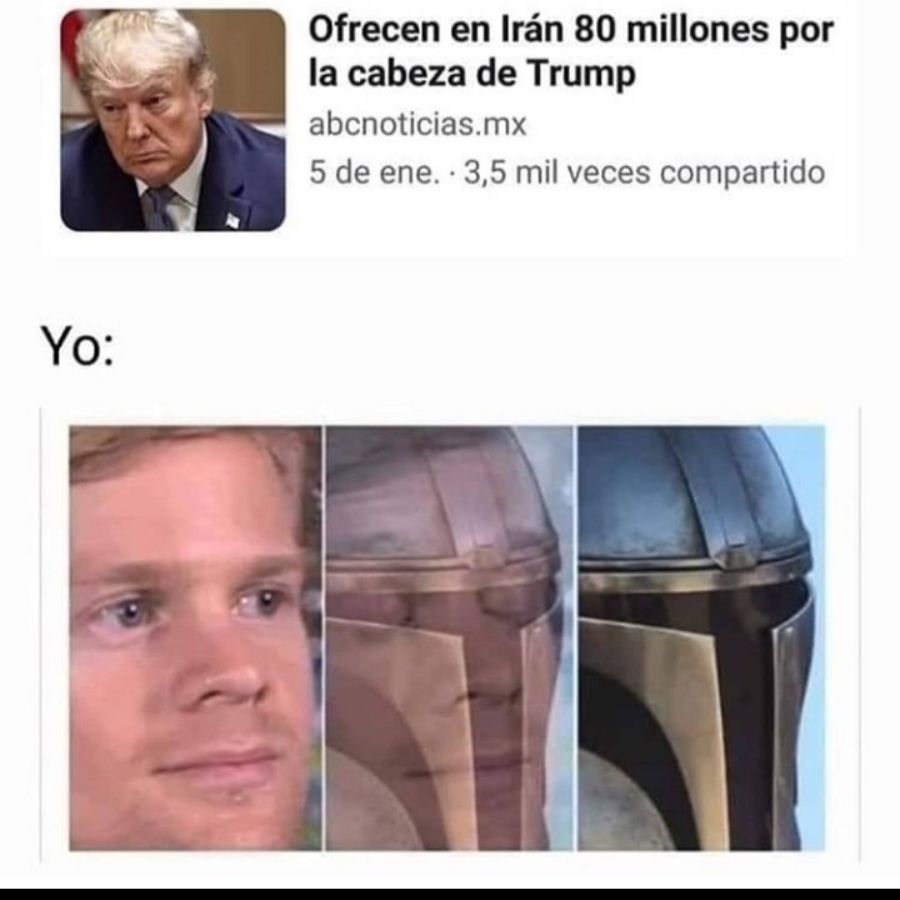 Ofrecen en Irán 80 millones por
la cabeza de Trump
abcnoticias.mx
5 de ene. · 3,5 mil veces compartido
Yo: